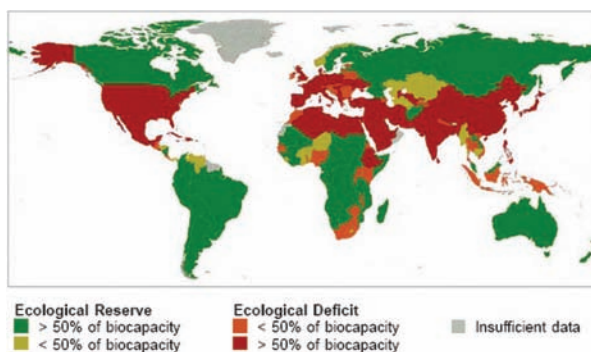 Ecological Reserve
> 50% of biocapacity
< 50% of biocapacity
Ecological Deficit
< 50% of biocapacity
> 50% of biocapacity
Insufficient data